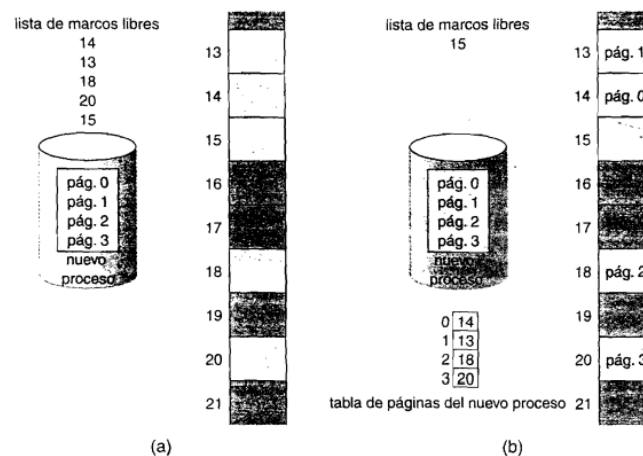 lista de marcos libres
14
13
18
20
15
pág. 0
pág. 1
pág. 2
pág. 3
nuevo
proceso
13
14
15
16
17
18
19
20
21
(a)
lista de marcos libres
15
pág. 0
pág. 1
pág. 2
pág. 3
nuevo
proceso
0 14
1 13
2 18
3 20
tabla de páginas del nuevo proceso
13 pág. 1
14 pág. 0
15
16
17
18 pág. 2
19
20 pág. 3
21
(b)